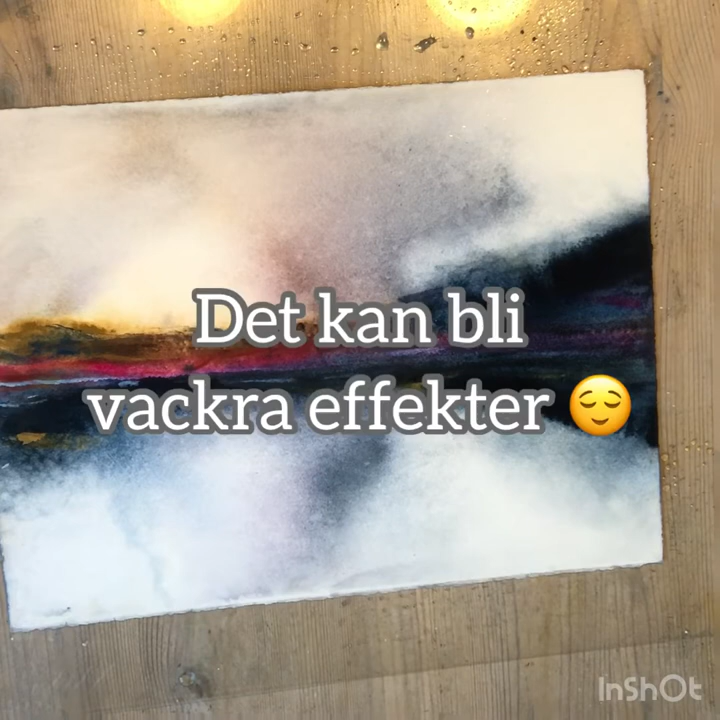 Det kan bli
vackra effekter 😌
InShOt